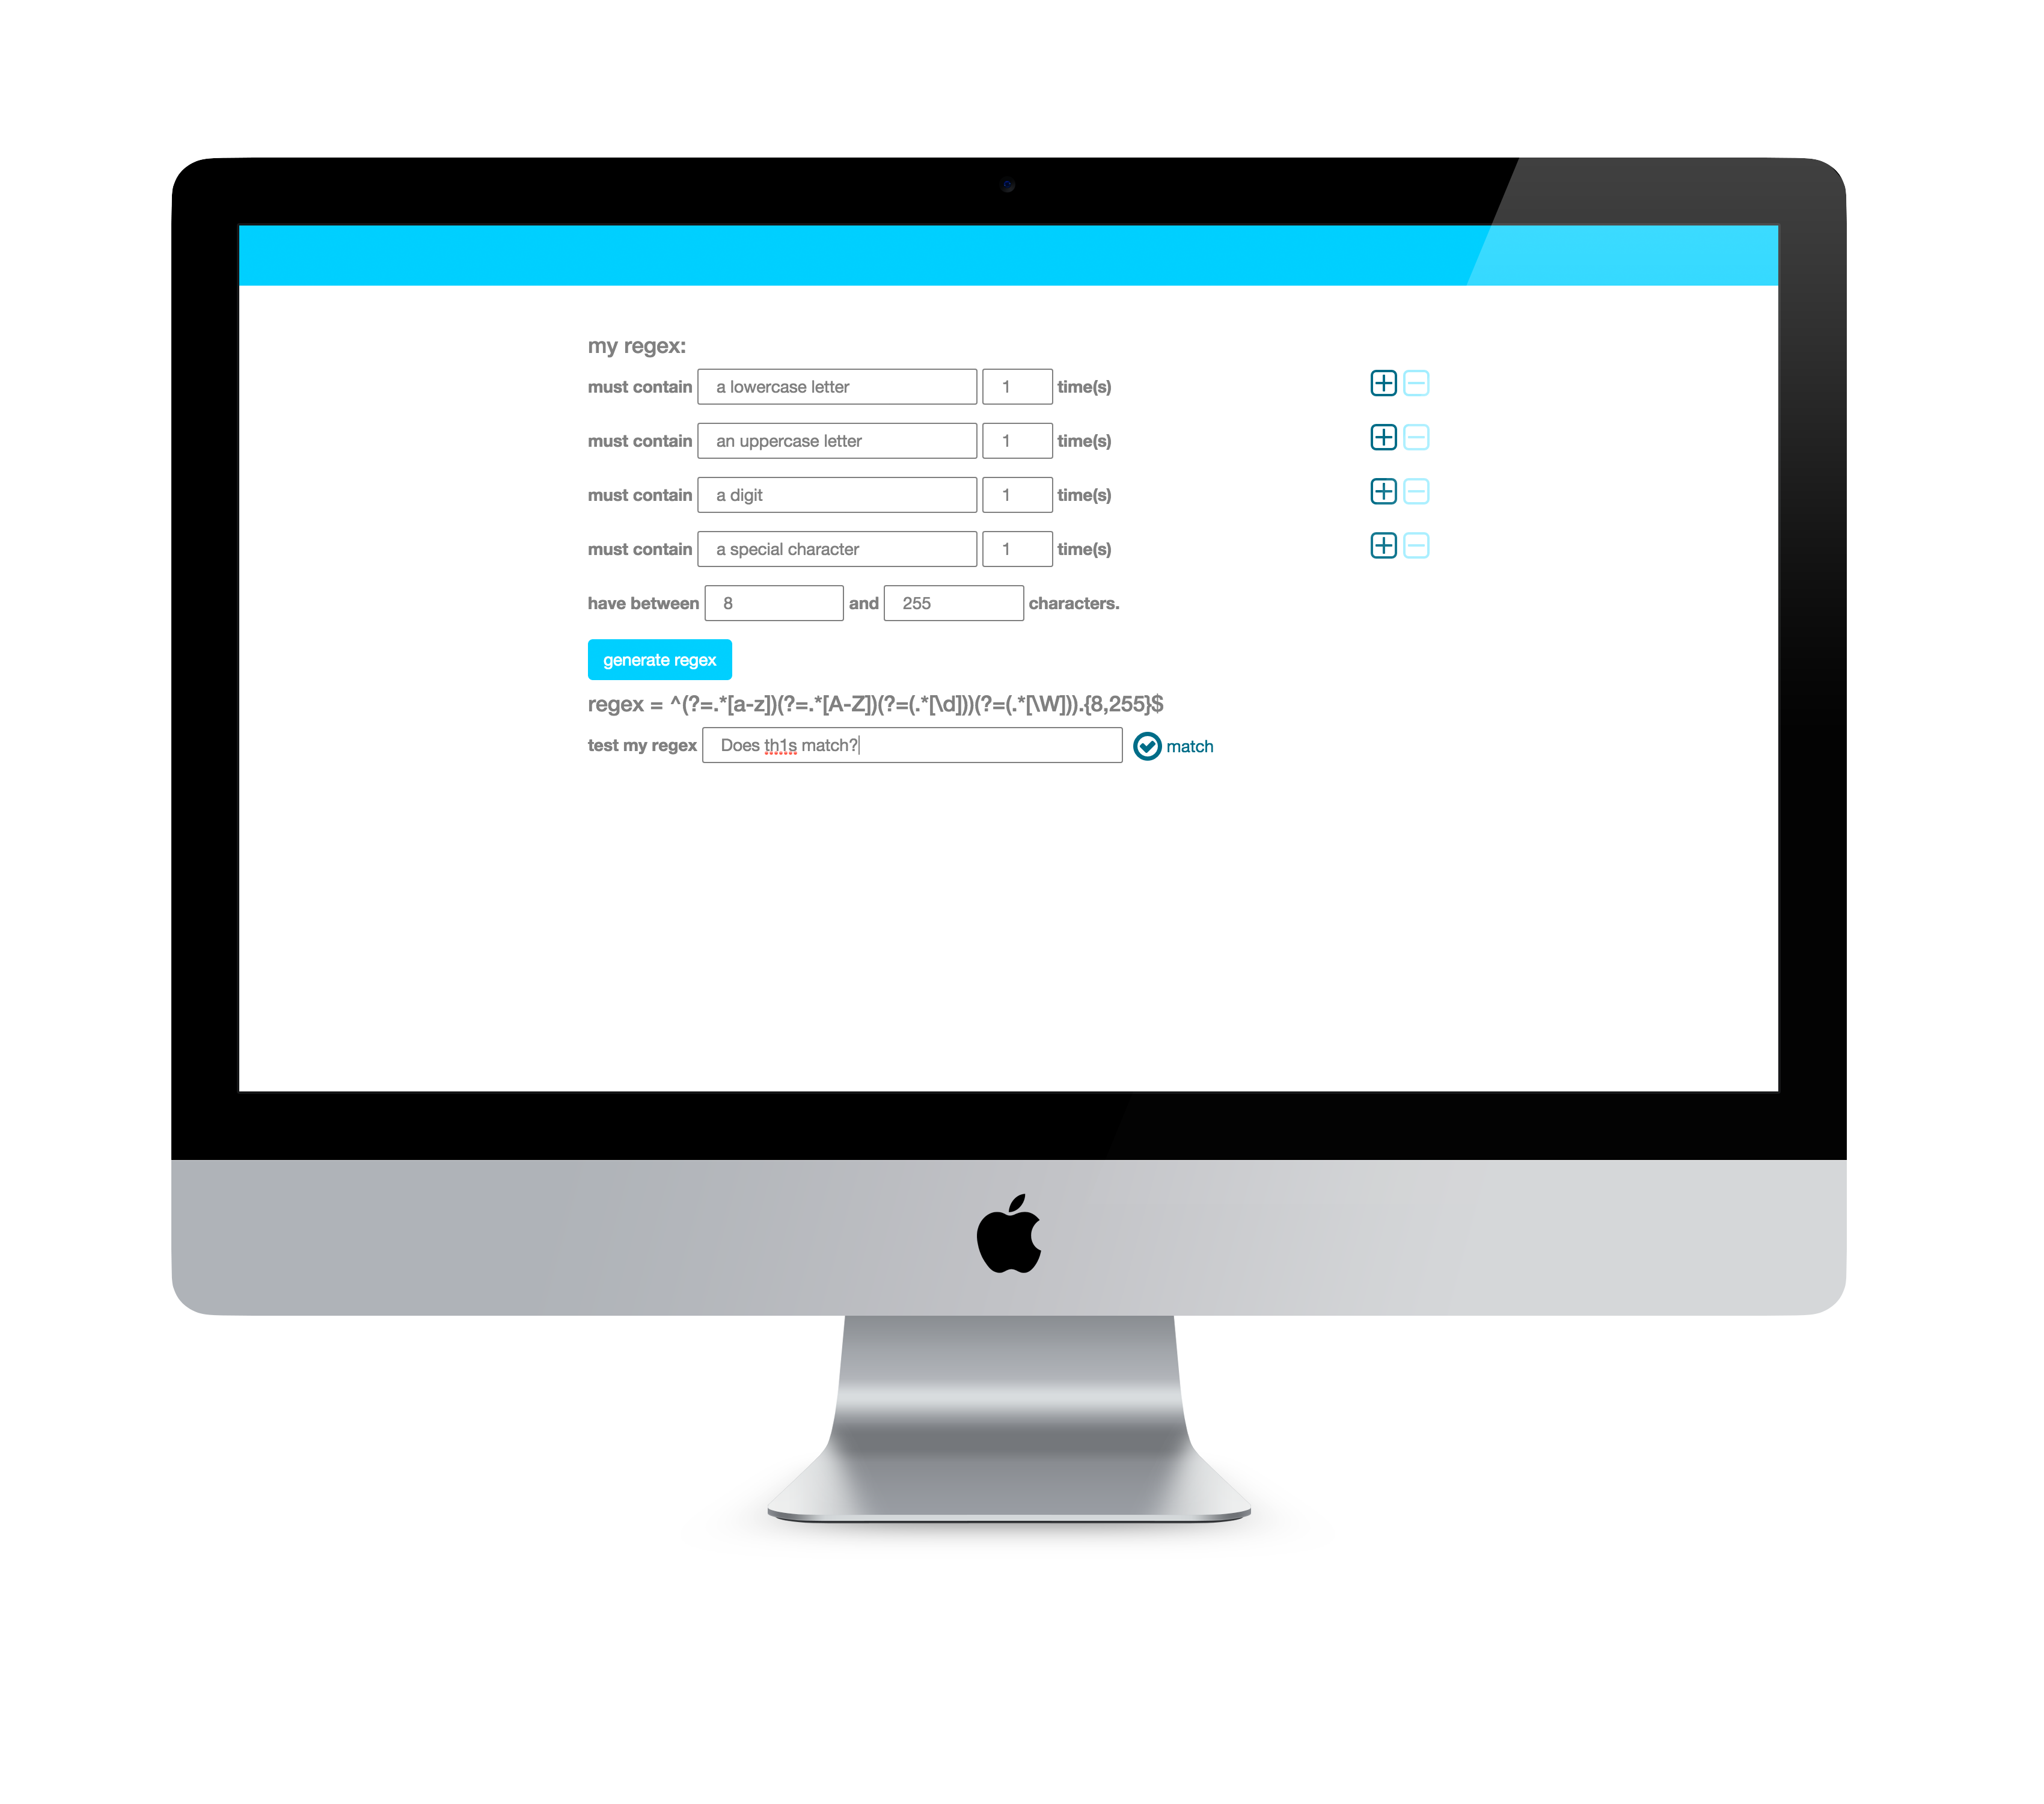 my regex:
must contain a lowercase letter 1 time(s)
must contain an uppercase letter 1 time(s)
must contain a digit 1 time(s)
must contain a special character 1 time(s)
have between 8 and 255 characters.
generate regex
regex = ^(?=.*[a-z])(?=.*[A-Z])(?=(.*[\d]))(?=(.*[\W])).{8,255}$
test my regex Does th1s match? match